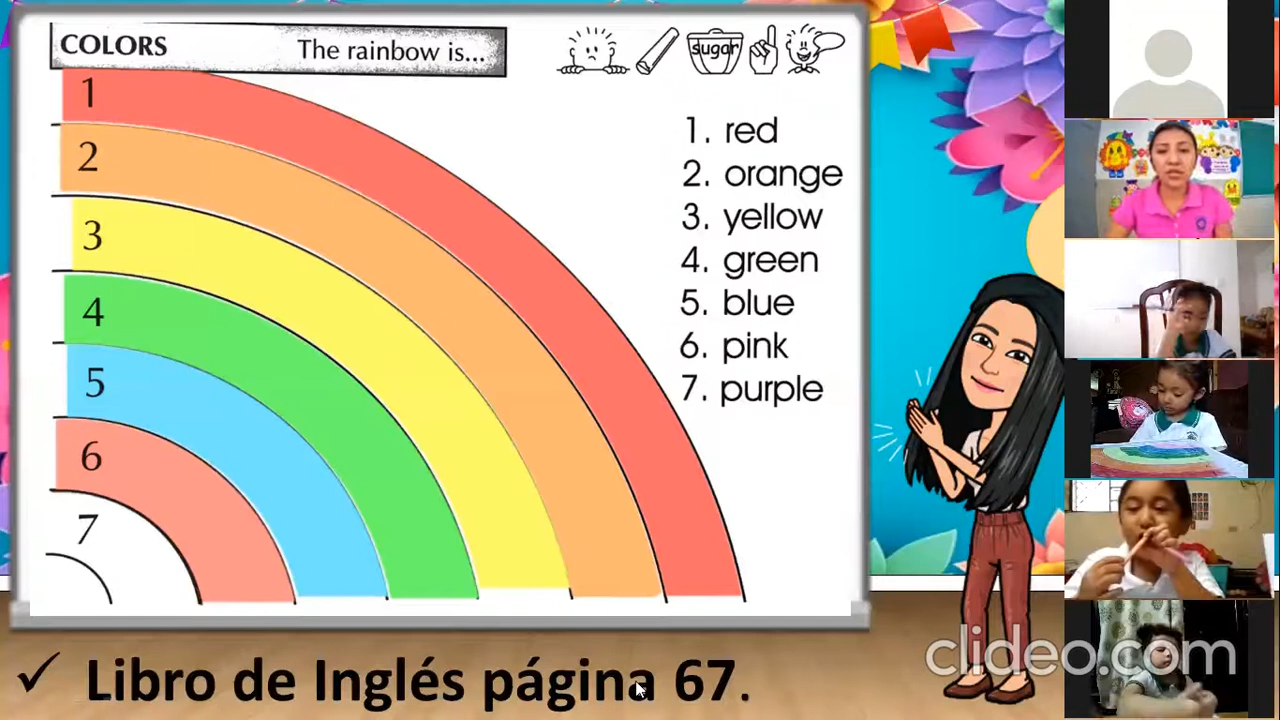 COLORS
The rainbow is...
sugar
1
2
3
4
5
6
7
1. red
2. orange
3. yellow
4. green
5. blue
6. pink
7. purple
✓ Libro de Inglés página 67.
clideo.com